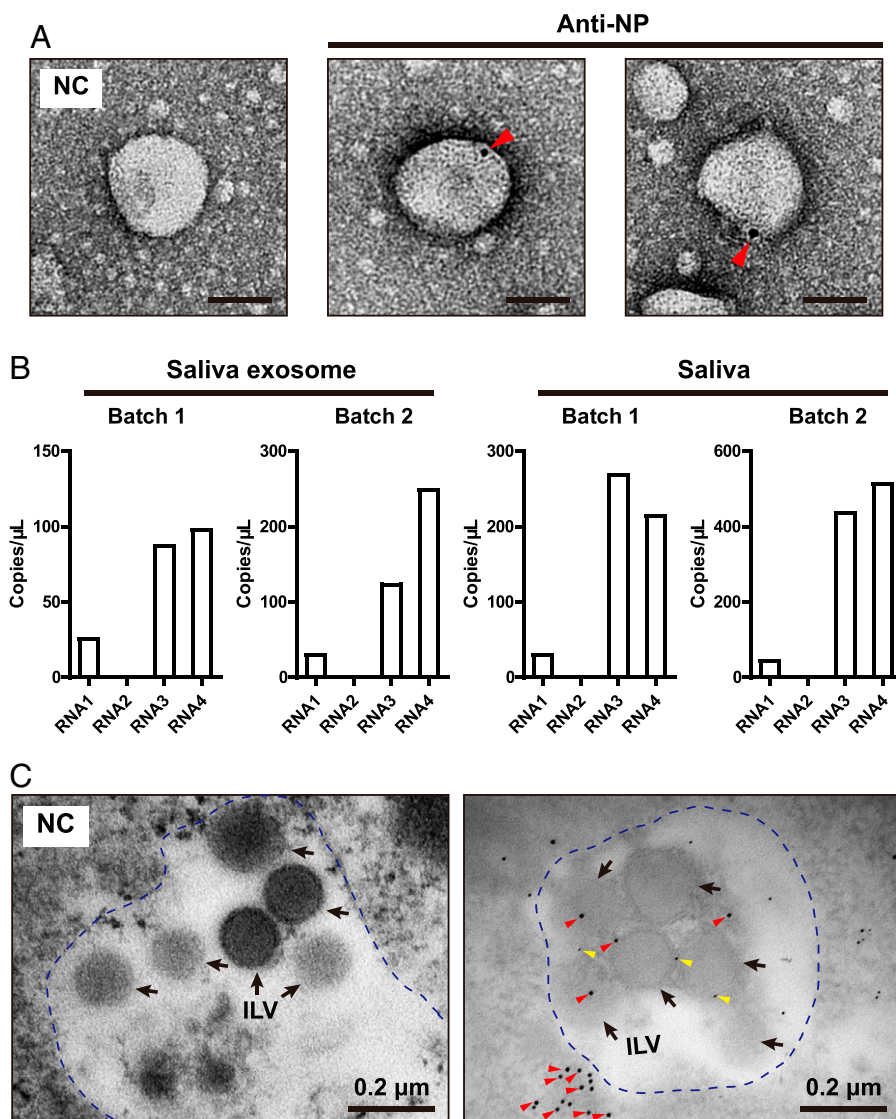 A
Anti-NP
NC
B
Saliva exosome
Saliva
Batch 1
Batch 2
Batch 1
Batch 2
Copies/µL
150
100
50
0
RNA1
RNA2
RNA3
RNA4
Copies/µL
300
200
100
0
RNA1
RNA2
RNA3
RNA4
Copies/µL
300
200
100
0
RNA1
RNA2
RNA3
RNA4
Copies/µL
600
400
200
0
RNA1
RNA2
RNA3
RNA4
C
NC
ILV
0.2 µm
ILV
0.2 µm